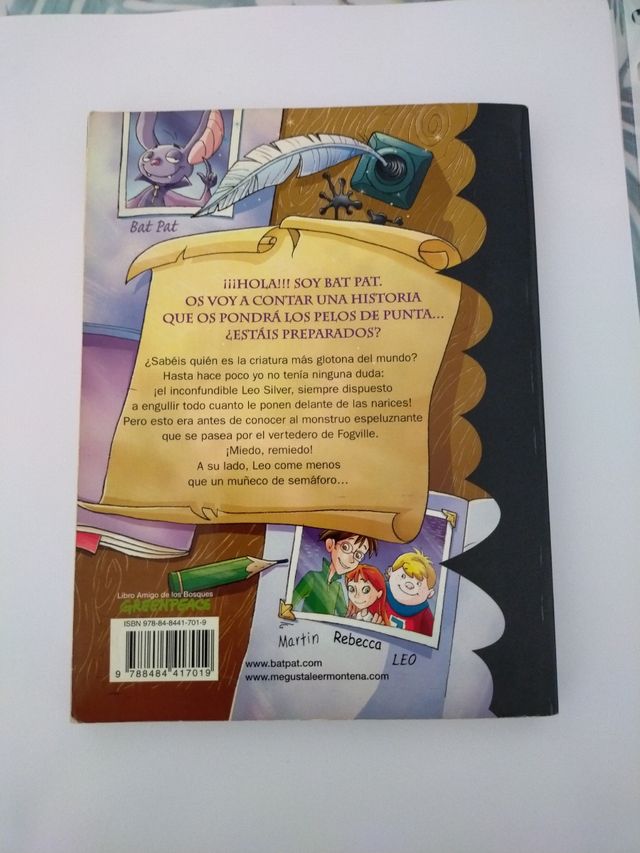 Bat Pat
¡¡¡HOLA!!! SOY BAT PAT.
OS VOY A CONTAR UNA HISTORIA
QUE OS PONDRÁ LOS PELOS DE PUNTA...
¿ESTÁIS PREPARADOS?
¿Sabéis quién es la criatura más glotona del mundo?
Hasta hace poco yo no tenía ninguna duda:
¡el inconfundible Leo Silver, siempre dispuesto
a engullir todo cuanto le ponen delante de las narices!
Pero esto era antes de conocer al monstruo espeluznante
que se pasea por el vertedero de Fogville.
¡Miedo, remiedo!
A su lado, Leo come menos
que un muñeco de semáforo...
Libro Amigo de los Bosques
GREENPEACE
ISBN 978-84-8441-701-9
9 788484 417019
Martin Rebecca LEO
www.batpat.com
www.megustaleermontena.com